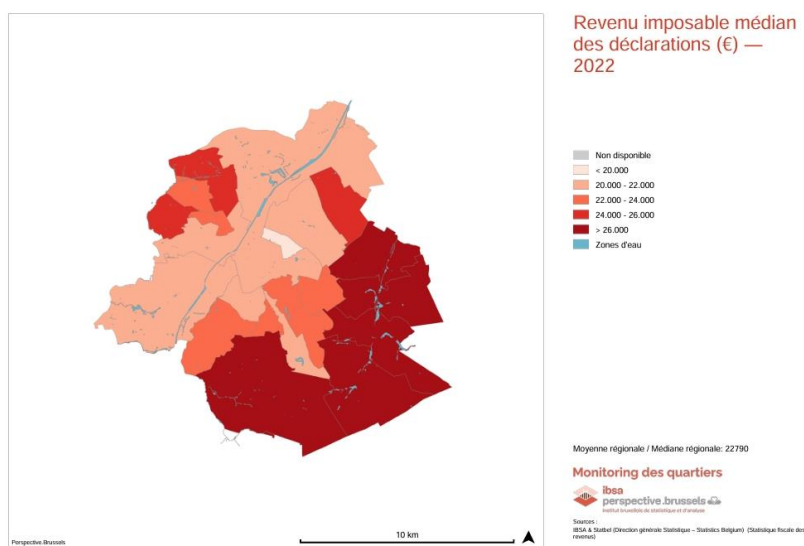 Revenu imposable médian
des déclarations (€) —
2022
Non disponible
< 20.000
20.000 - 22.000
22.000 - 24.000
24.000 - 26.000
> 26.000
Zones d'eau
Moyenne régionale / Médiane régionale: 22790
Monitoring des quartiers
ibsa
perspective.brussels
Institut bruxellois de statistique et d'analyse
Sources :
IBSA & Statbel (Direction générale Statistique – Statistics Belgium) (Statistique fiscale des
revenus)
10 km
Perspective.Brussels